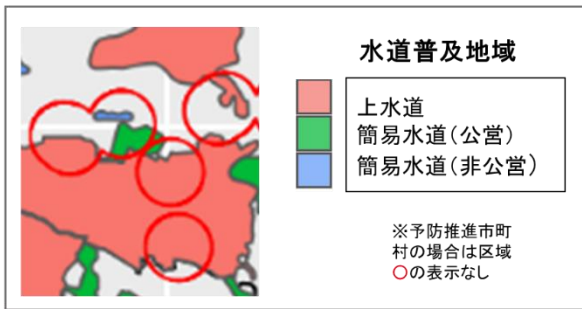 水道普及地域
上水道
簡易水道（公営）
簡易水道（非公営）
※予防推進市町
村の場合は区域
〇の表示なし